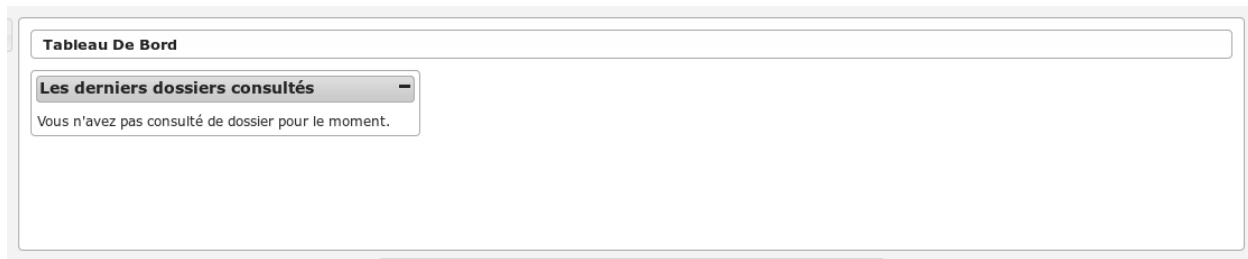 Tableau De Bord
Les derniers dossiers consultés
Vous n'avez pas consulté de dossier pour le moment.